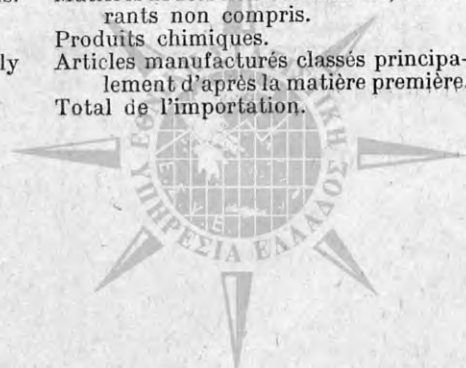 rants non compris.
Produits chimiques.
ly Articles manufacturés classés principa-
lement d'après la matière première.
Total de l'importation.
ΥΠΗΡΕΣΙΑ ΕΛΛΑΔΟΣ